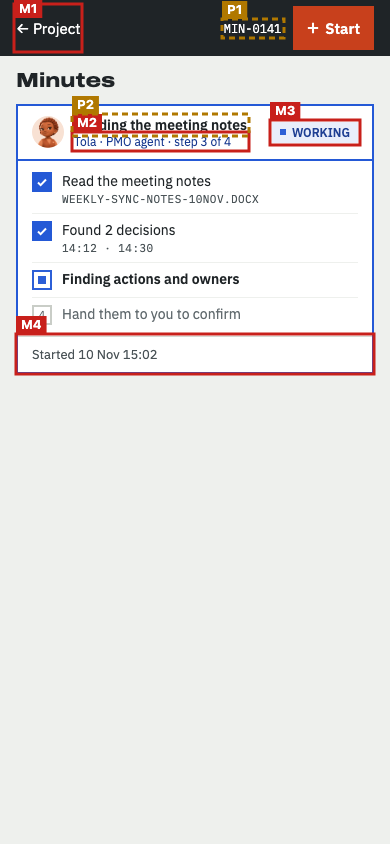 M1
P1
← Project
MIN-0141
+ Start
Minutes
P2
M3
M2
ding the meeting notes
Tola · PMO agent · step 3 of 4
WORKING
Read the meeting notes
WEEKLY-SYNC-NOTES-10NOV.DOCX
Found 2 decisions
14:12 · 14:30
Finding actions and owners
4 Hand them to you to confirm
M4
Started 10 Nov 15:02